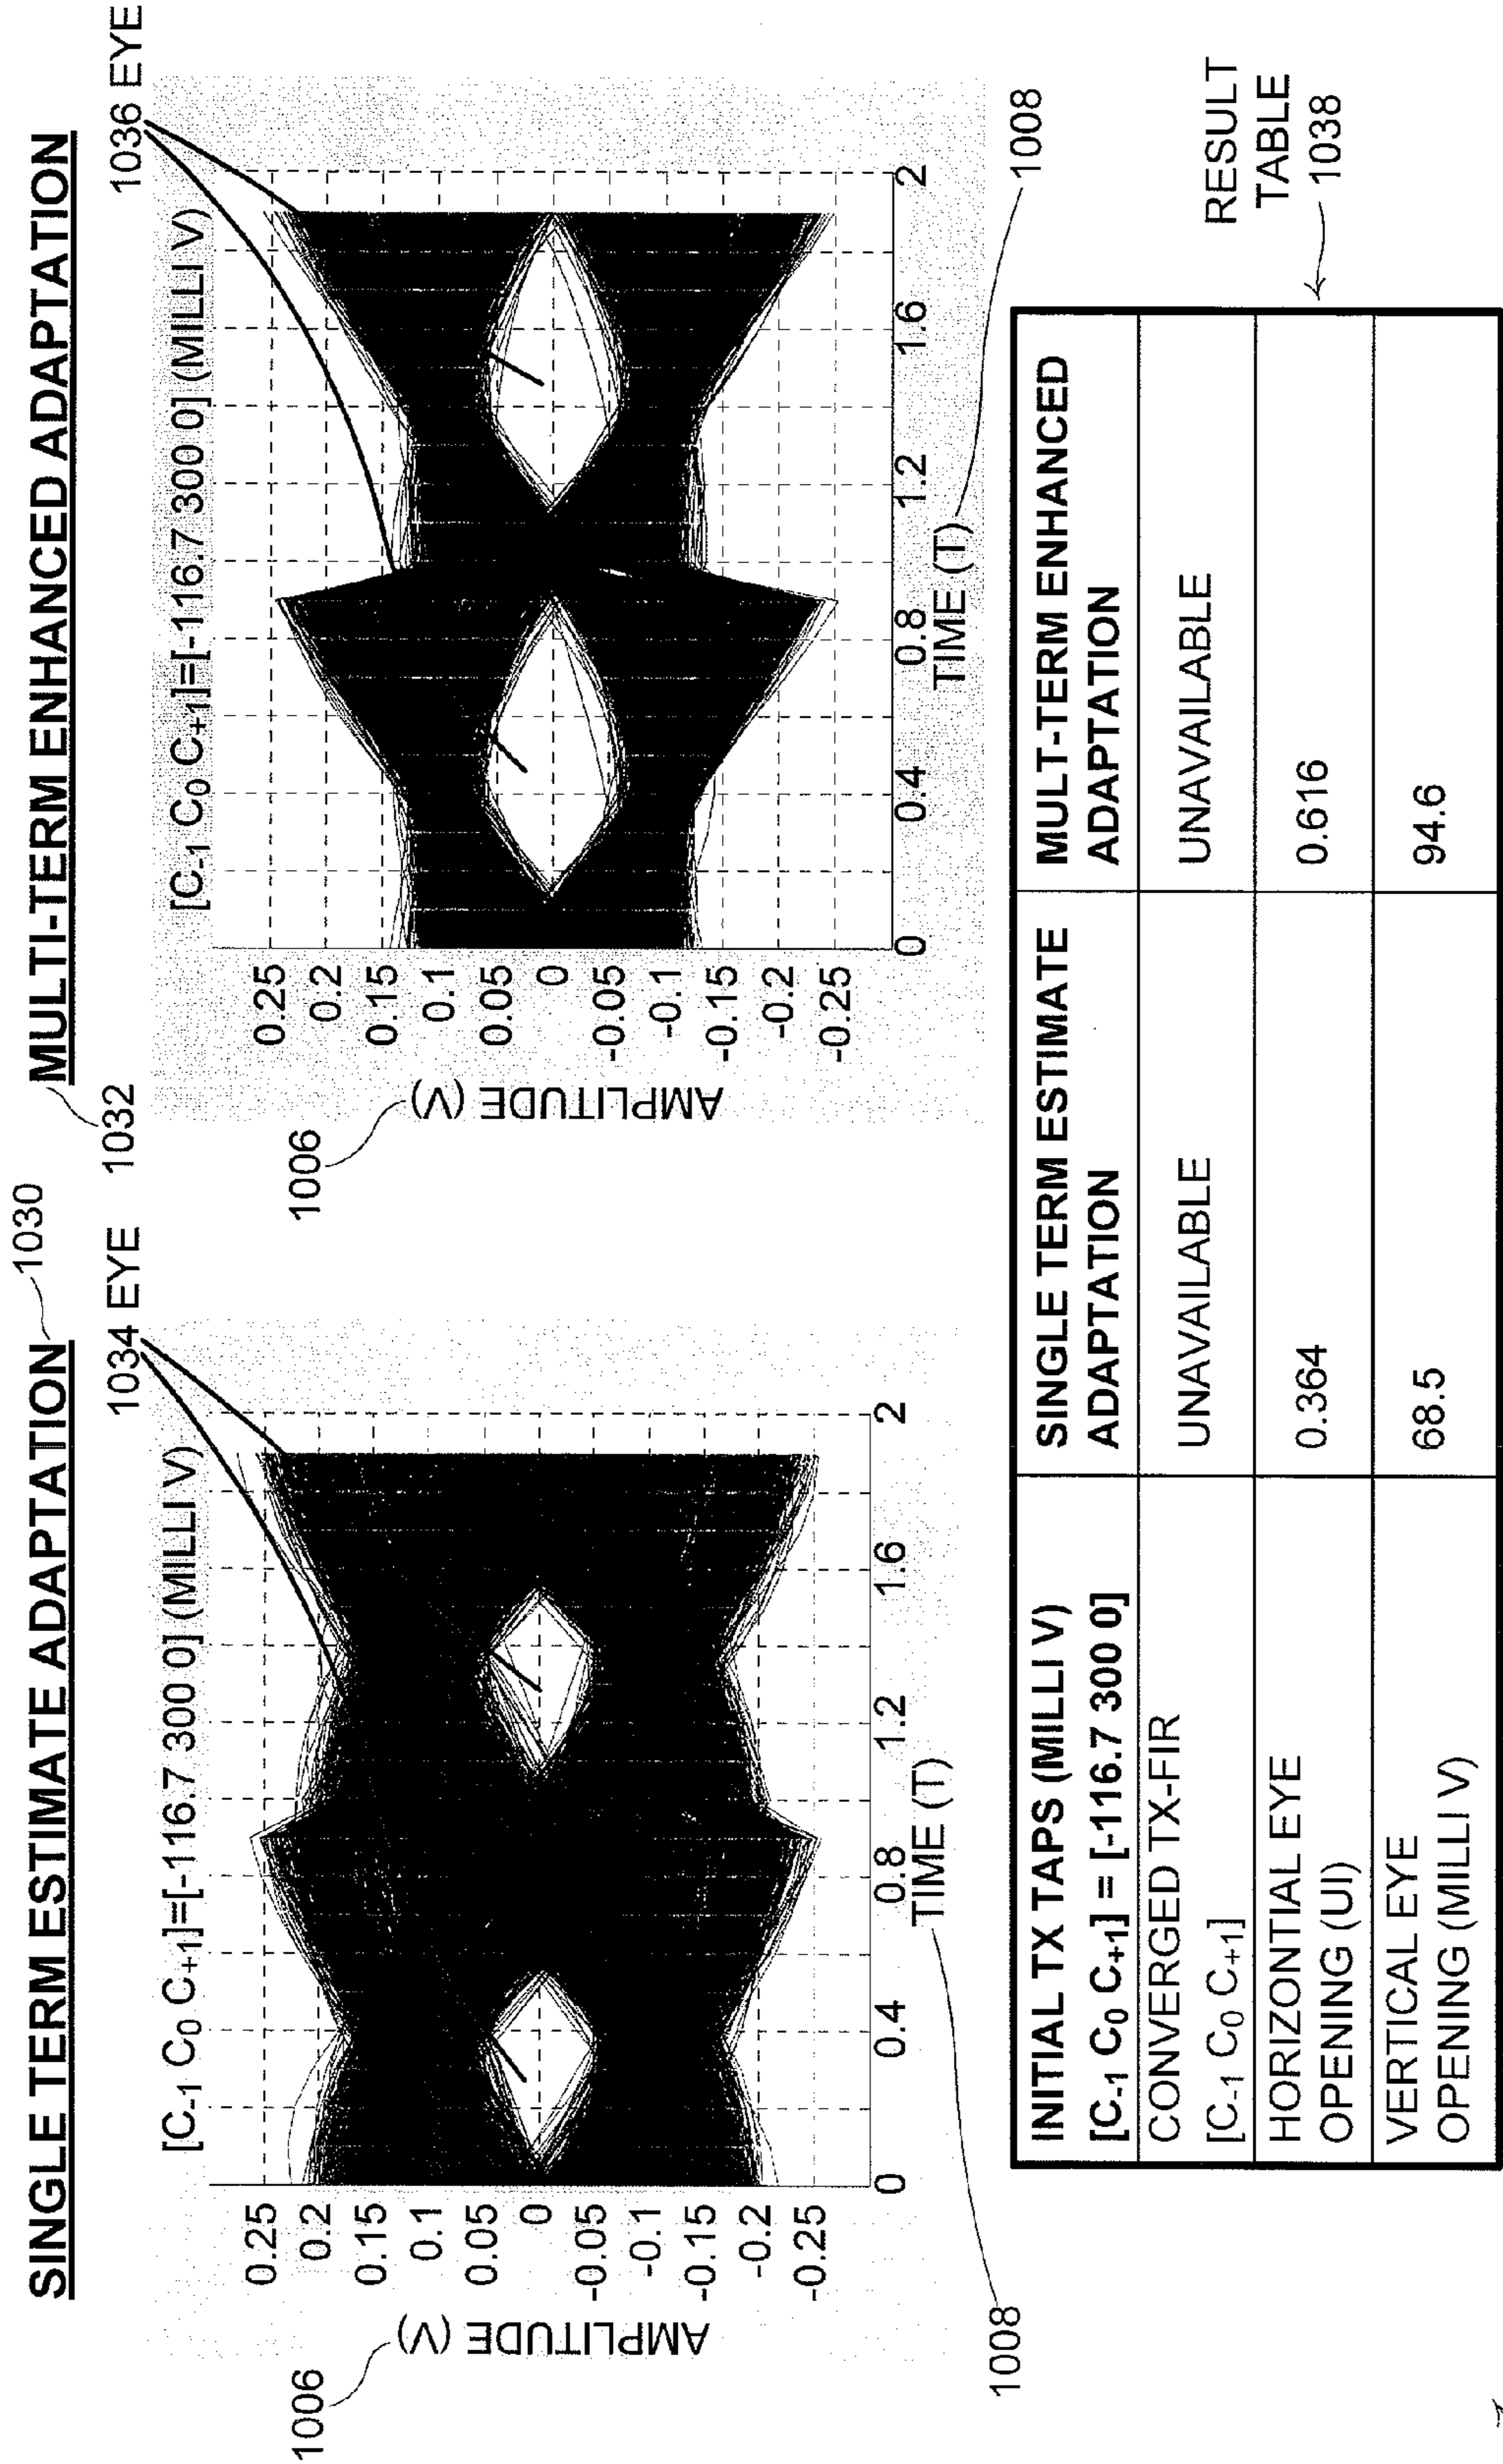 SINGLE TERM ESTIMATE ADAPTATION
1030
1034 EYE
[C-1 C0 C+1]=[-116.7 300 0] (MILLI V)
0.25
0.2
0.15
0.1
0.05
0
-0.05
-0.1
-0.15
-0.2
-0.25
AMPLITUDE (V)
1006
0
0.4
0.8
1.2
1.6
2
TIME (T)
1008
MULTI-TERM ENHANCED ADAPTATION
1032
1036 EYE
[C-1 C0 C+1]=[-116.7 300 0] (MILLI V)
0.25
0.2
0.15
0.1
0.05
0
-0.05
-0.1
-0.15
-0.2
-0.25
AMPLITUDE (V)
1006
0
0.4
0.8
1.2
1.6
2
TIME (T)
1008
RESULT
TABLE
1038
INITIAL TX TAPS (MILLI V)
[C-1 C0 C+1] = [-116.7 300 0]
SINGLE TERM ESTIMATE
ADAPTATION
MULT-TERM ENHANCED
ADAPTATION
CONVERGED TX-FIR
[C-1 C0 C+1]
UNAVAILABLE
UNAVAILABLE
HORIZONTIAL EYE
OPENING (UI)
0.364
0.616
VERTICAL EYE
OPENING (MILLI V)
68.5
94.6